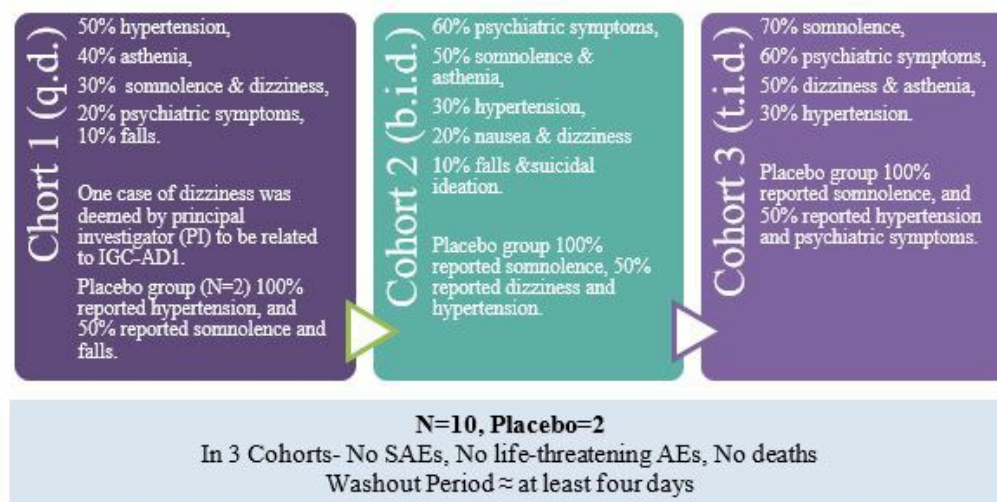 Chort 1 (q.d.)
50% hypertension,
40% asthenia,
30% somnolence & dizziness,
20% psychiatric symptoms,
10% falls.
One case of dizziness was
deemed by principal
investigator (PI) to be related
to IGC-AD1.
Placebo group (N=2) 100%
reported hypertension, and
50% reported somnolence and
falls.
Cohort 2 (b.i.d.)
60% psychiatric symptoms,
50% somnolence &
asthenia,
30% hypertension,
20% nausea & dizziness
10% falls &suicidal
ideation.
Placebo group 100%
reported somnolence, 50%
reported dizziness and
hypertension.
Cohort 3 (t.i.d.)
70% somnolence,
60% psychiatric symptoms,
50% dizziness & asthenia,
30% hypertension.
Placebo group 100%
reported somnolence, and
50% reported hypertension
and psychiatric symptoms.
N=10, Placebo=2
In 3 Cohorts- No SAEs, No life-threatening AEs, No deaths
Washout Period ≈ at least four days